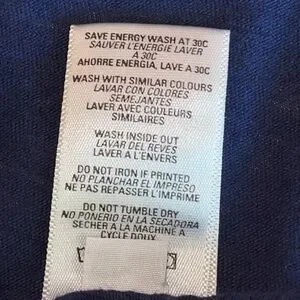 SAVE ENERGY WASH AT 30C
SAUVER L'ENERGIE LAVER
A 30C
AHORRE ENERGIA, LAVE A 30C
WASH WITH SIMILAR COLOURS
LAVAR CON COLORES
SEMEJANTES
LAVER AVEC COULEURS
SIMILAIRES
WASH INSIDE OUT
LAVAR DEL REVES
LAVER A L'ENVERS
DO NOT IRON IF PRINTED
NO PLANCHAR EL IMPRESO
NE PAS REPASSER L'IMPRIME
DO NOT TUMBLE DRY
NO PONERIO EN LA SECADORA
SECHER A LA MACHINE A
CYCLE DOUX